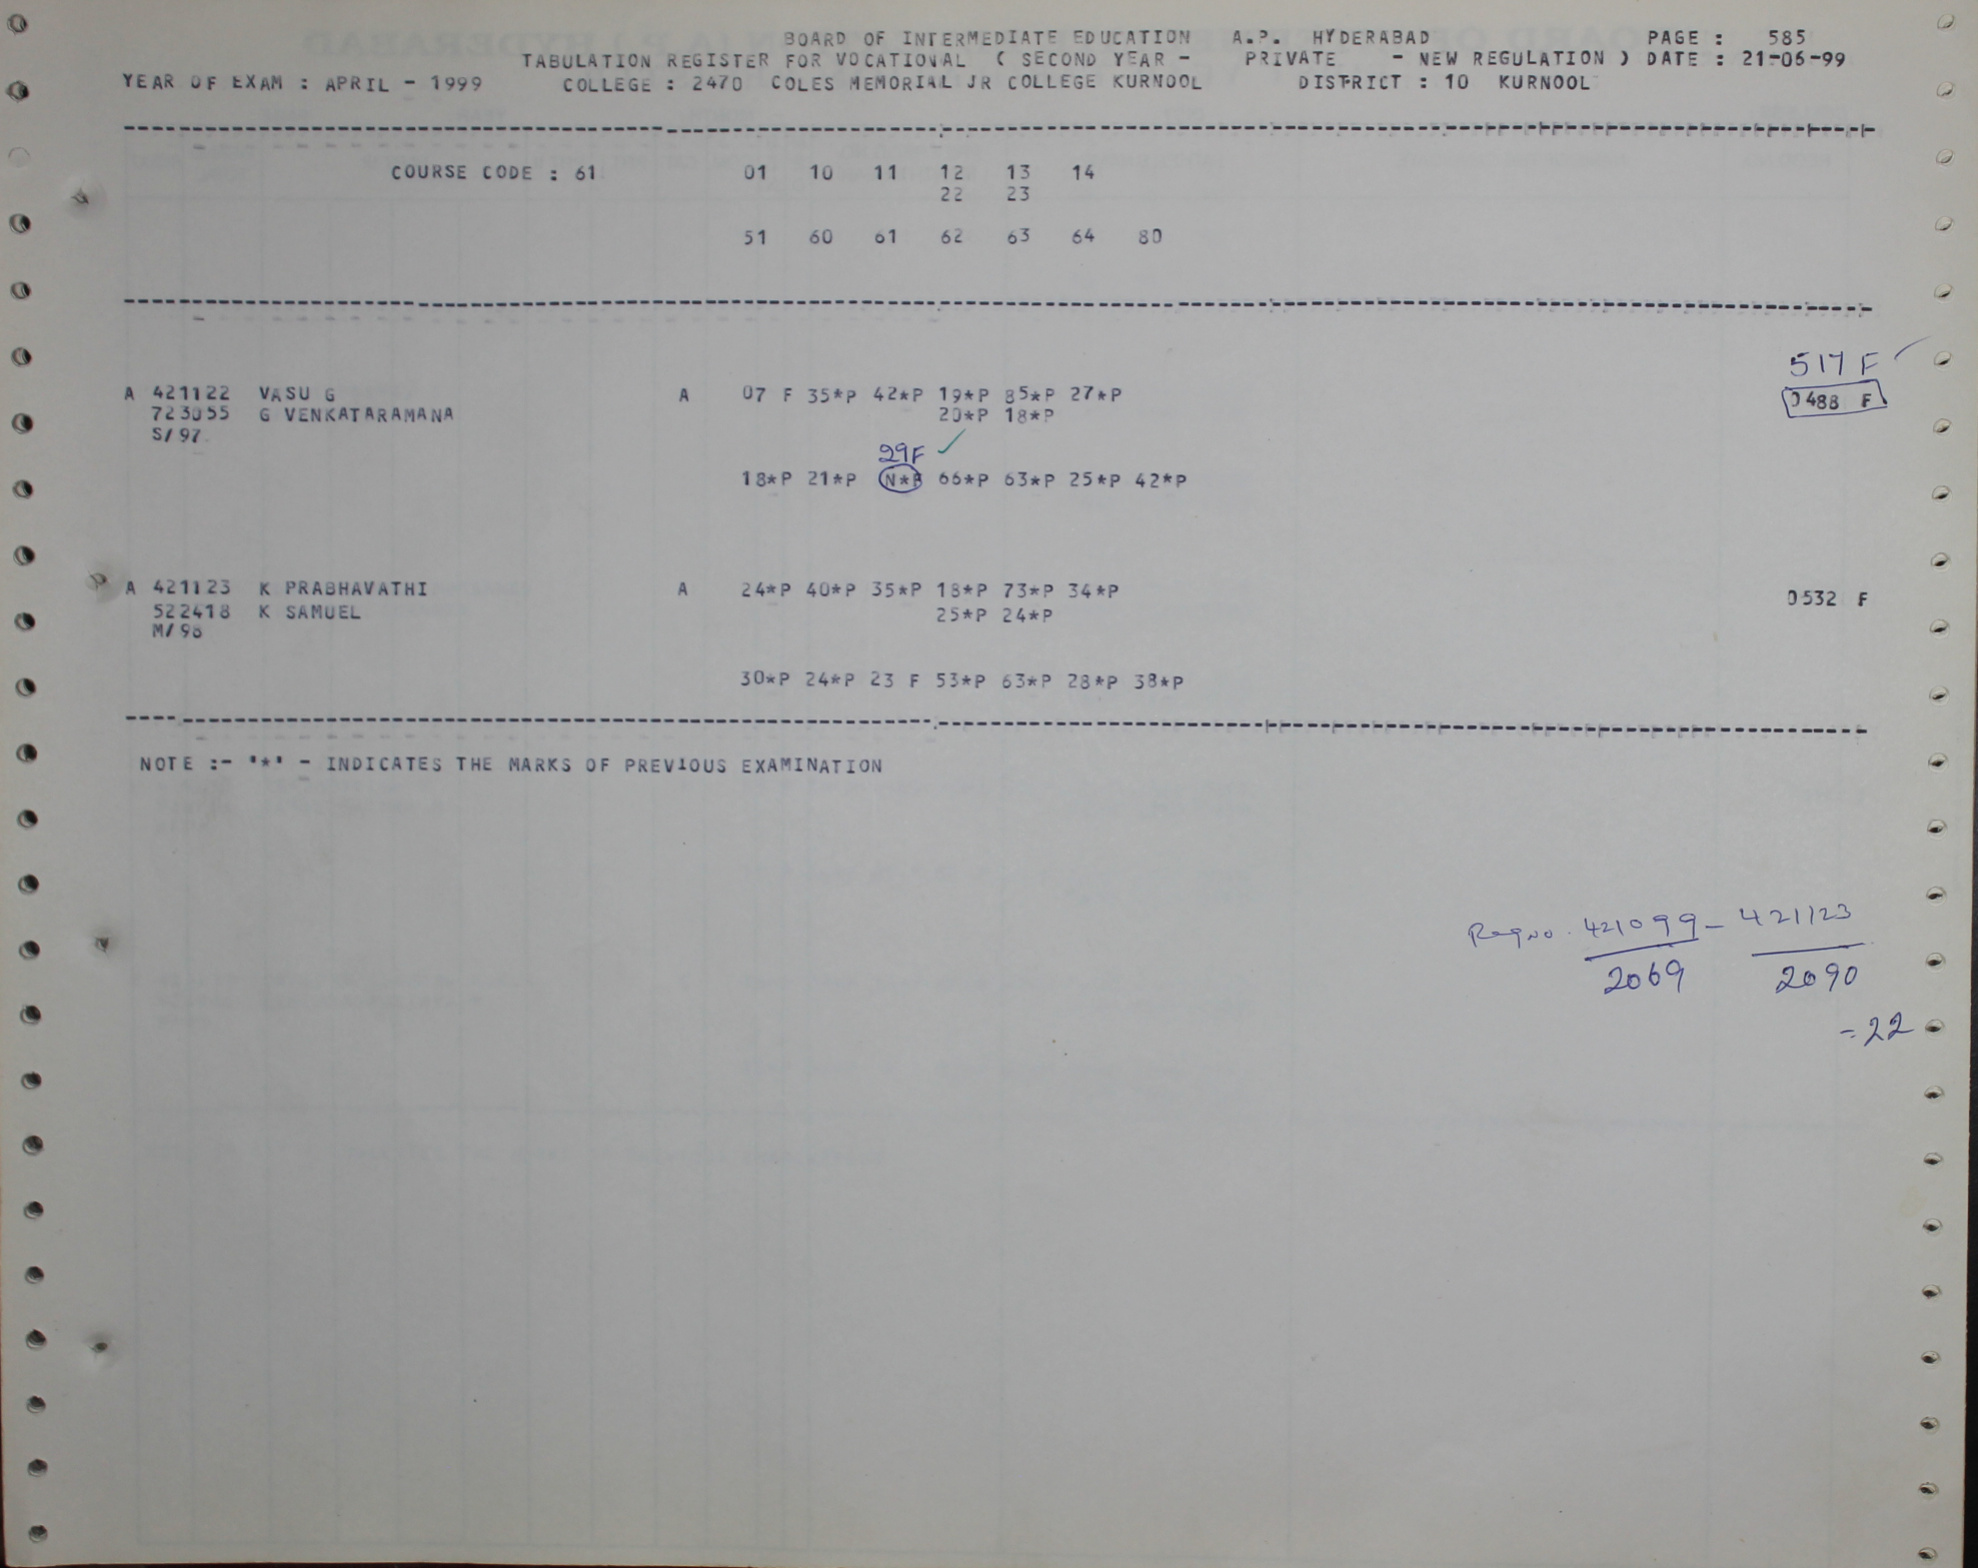 BOARD OF INTERMEDIATE EDUCATION A.P. HYDERABAD PAGE : 585
TABULATION REGISTER FOR VOCATIONAL ( SECOND YEAR - PRIVATE - NEW REGULATION ) DATE : 21-06-99
YEAR OF EXAM : APRIL - 1999 COLLEGE : 2470 COLES MEMORIAL JR COLLEGE KURNOOL DISTRICT : 10 KURNOOL
COURSE CODE : 61 01 10 11 12 13 14
22 23
51 60 61 62 63 64 80
517 F
A 421122 VASU G A 07 F 35*P 42*P 19*P 85*P 27*P 0488 F
723055 G VENKATARAMANA 20*P 18*P
S/97
29F ✓
18*P 21*P N*P 66*P 63*P 25*P 42*P
A 421123 K PRABHAVATHI A 24*P 40*P 35*P 18*P 73*P 34*P 0532 F
522418 K SAMUEL 25*P 24*P
M/98
30*P 24*P 23 F 53*P 63*P 28*P 38*P
NOTE :- '*' - INDICATES THE MARKS OF PREVIOUS EXAMINATION
Reg no. 421099 - 421123
2069 2090
=22